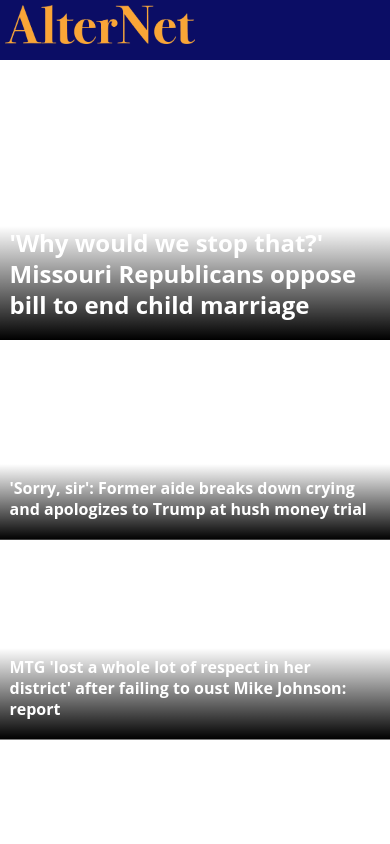 AlterNet
'Why would we stop that?'
Missouri Republicans oppose
bill to end child marriage
'Sorry, sir': Former aide breaks down crying
and apologizes to Trump at hush money trial
MTG 'lost a whole lot of respect in her
district' after failing to oust Mike Johnson:
report